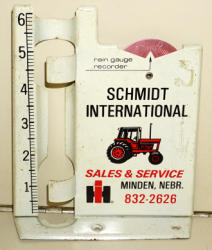 6
5
4
3
2
1
rain gauge
recorder
SCHMIDT
INTERNATIONAL
SALES & SERVICE
IH
MINDEN, NEBR.
832-2626